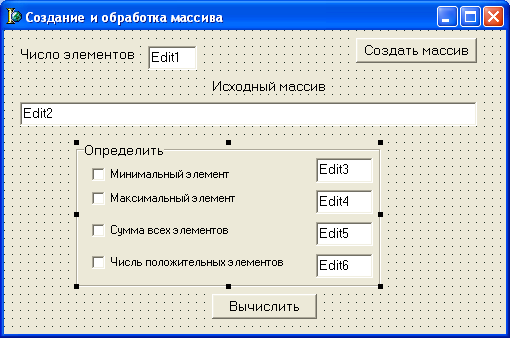 Создание и обработка массива
Число элементов Edit1 Создать массив
Исходный массив
Edit2
Определить
Минимальный элемент Edit3
Максимальный элемент Edit4
Сумма всех элементов Edit5
Числь положительных элементов Edit6
Вычислить